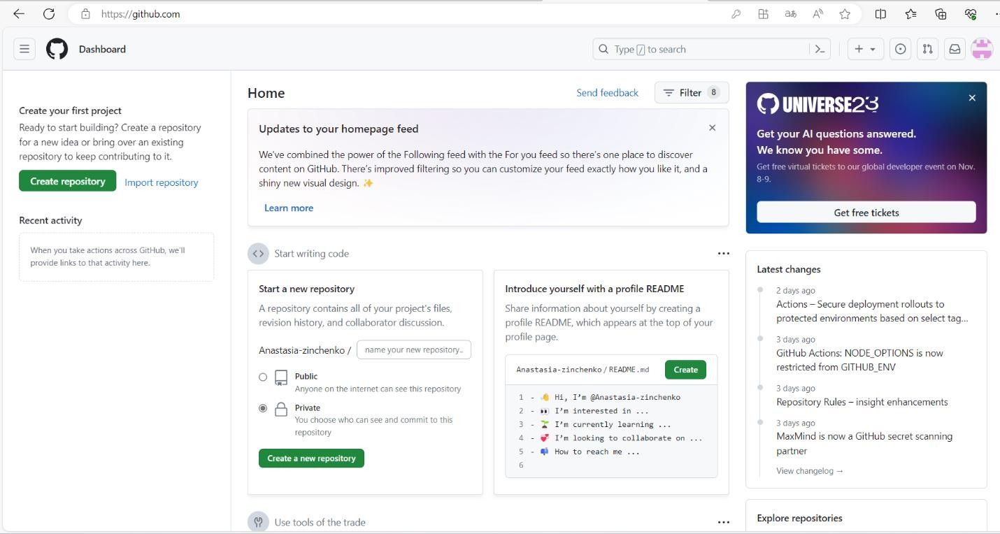 https://github.com
Dashboard
Type / to search
Create your first project
Ready to start building? Create a repository
for a new idea or bring over an existing
repository to keep contributing to it.
Create repository
Import repository
Recent activity
When you take actions across GitHub, we'll
provide links to that activity here.
Home
Send feedback
Filter 8
Updates to your homepage feed
We've combined the power of the Following feed with the For you feed so there's one place to discover
content on GitHub. There's improved filtering so you can customize your feed exactly how you like it, and a
shiny new visual design. ✨
Learn more
Start writing code
Start a new repository
A repository contains all of your project's files,
revision history, and collaborator discussion.
Anastasia-zinchenko / name your new repository..
Public
Anyone on the internet can see this repository
Private
You choose who can see and commit to this
repository
Create a new repository
Introduce yourself with a profile README
Share information about yourself by creating a
profile README, which appears at the top of your
profile page.
Anastasia-zinchenko / README.md
Create
1 - 👋 Hi, I'm @Anastasia-zinchenko
2 - 👀 I'm interested in ...
3 - 🌱 I'm currently learning ...
4 - 💞️ I'm looking to collaborate on ...
5 - 📫 How to reach me ...
6
Use tools of the trade
UNIVERSE23
Get your AI questions answered.
We know you have some.
Get free virtual tickets to our global developer event on Nov.
8-9.
Get free tickets
Latest changes
2 days ago
Actions – Secure deployment rollouts to
protected environments based on select tag...
3 days ago
GitHub Actions: NODE_OPTIONS is now
restricted from GITHUB_ENV
3 days ago
Repository Rules – insight enhancements
3 days ago
MaxMind is now a GitHub secret scanning
partner
View changelog →
Explore repositories